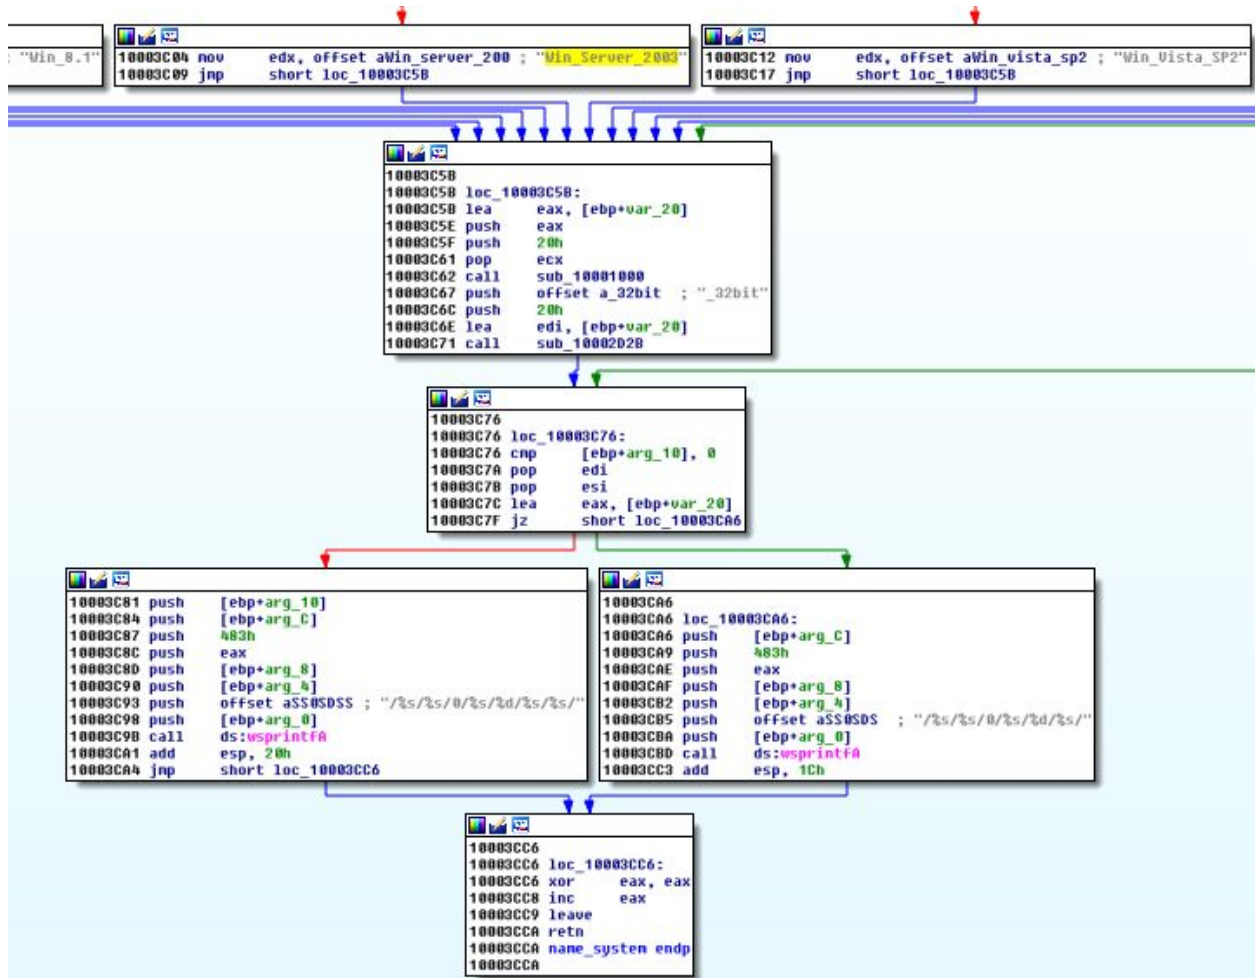 ; "Win_8.1"
10003C04 mov edx, offset aWin_server_200 ; "Win_Server_2003"
10003C09 jmp short loc_10003C5B
10003C12 mov edx, offset aWin_vista_sp2 ; "Win_Vista_SP2"
10003C17 jmp short loc_10003C5B
10003C5B
10003C5B loc_10003C5B:
10003C5B lea eax, [ebp+var_20]
10003C5E push eax
10003C5F push 20h
10003C61 pop ecx
10003C62 call sub_10001000
10003C67 push offset a_32bit ; "_32bit"
10003C6C push 20h
10003C6E lea edi, [ebp+var_20]
10003C71 call sub_10002D2B
10003C76
10003C76 loc_10003C76:
10003C76 cmp [ebp+arg_10], 0
10003C7A pop edi
10003C7B pop esi
10003C7C lea eax, [ebp+var_20]
10003C7F jz short loc_10003CA6
10003C81 push [ebp+arg_10]
10003C84 push [ebp+arg_C]
10003C87 push 483h
10003C8C push eax
10003C8D push [ebp+arg_8]
10003C90 push [ebp+arg_4]
10003C93 push offset aSS0SDSS ; "/%s/%s/0/%s/%d/%s/%s/"
10003C98 push [ebp+arg_0]
10003C9B call ds:wsprintfA
10003CA1 add esp, 20h
10003CA4 jmp short loc_10003CC6
10003CA6
10003CA6 loc_10003CA6:
10003CA6 push [ebp+arg_C]
10003CA9 push 483h
10003CAE push eax
10003CAF push [ebp+arg_8]
10003CB2 push [ebp+arg_4]
10003CB5 push offset aSS0SDS ; "/%s/%s/0/%s/%d/%s/"
10003CBA push [ebp+arg_0]
10003CBD call ds:wsprintfA
10003CC3 add esp, 1Ch
10003CC6
10003CC6 loc_10003CC6:
10003CC6 xor eax, eax
10003CC8 inc eax
10003CC9 leave
10003CCA retn
10003CCA name_system endp
10003CCA